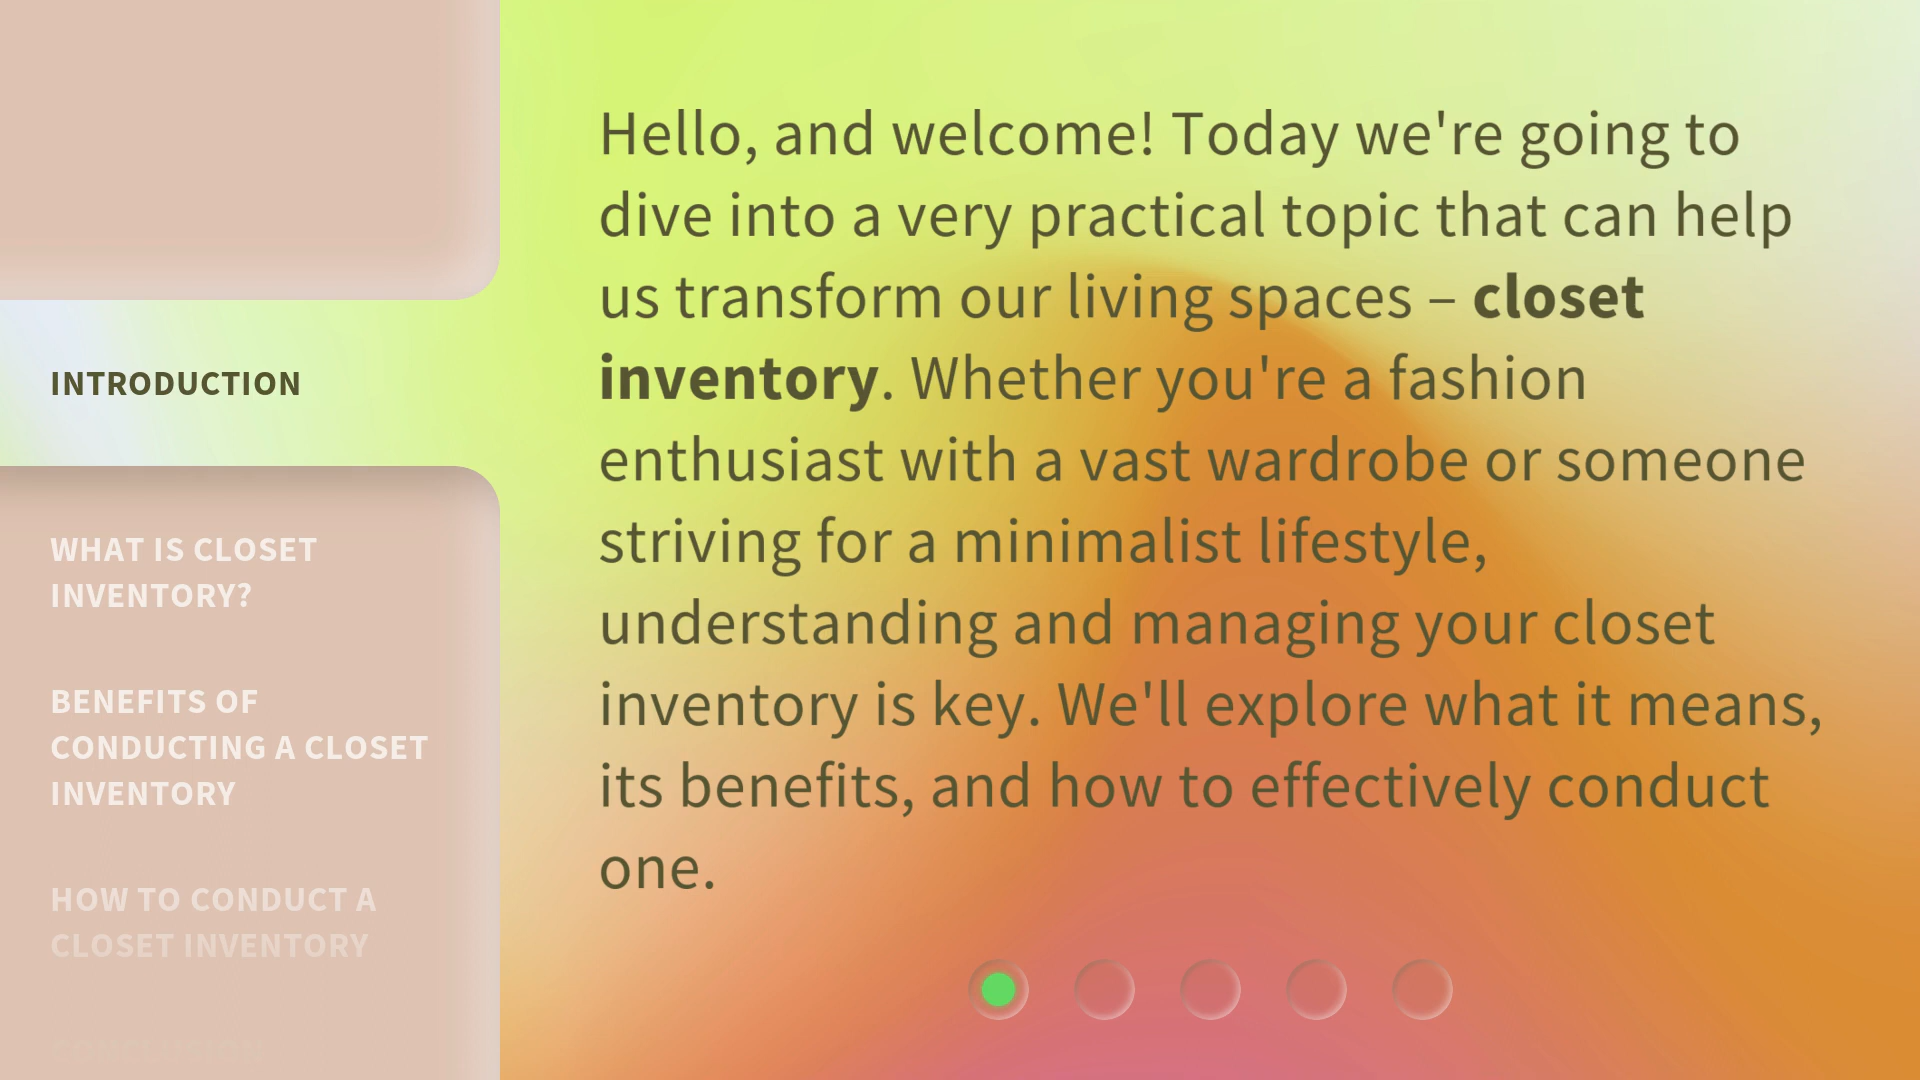 INTRODUCTION
WHAT IS CLOSET
INVENTORY?
BENEFITS OF
CONDUCTING A CLOSET
INVENTORY
HOW TO CONDUCT A
CLOSET INVENTORY
CONCLUSION
Hello, and welcome! Today we're going to
dive into a very practical topic that can help
us transform our living spaces – closet
inventory. Whether you're a fashion
enthusiast with a vast wardrobe or someone
striving for a minimalist lifestyle,
understanding and managing your closet
inventory is key. We'll explore what it means,
its benefits, and how to effectively conduct
one.